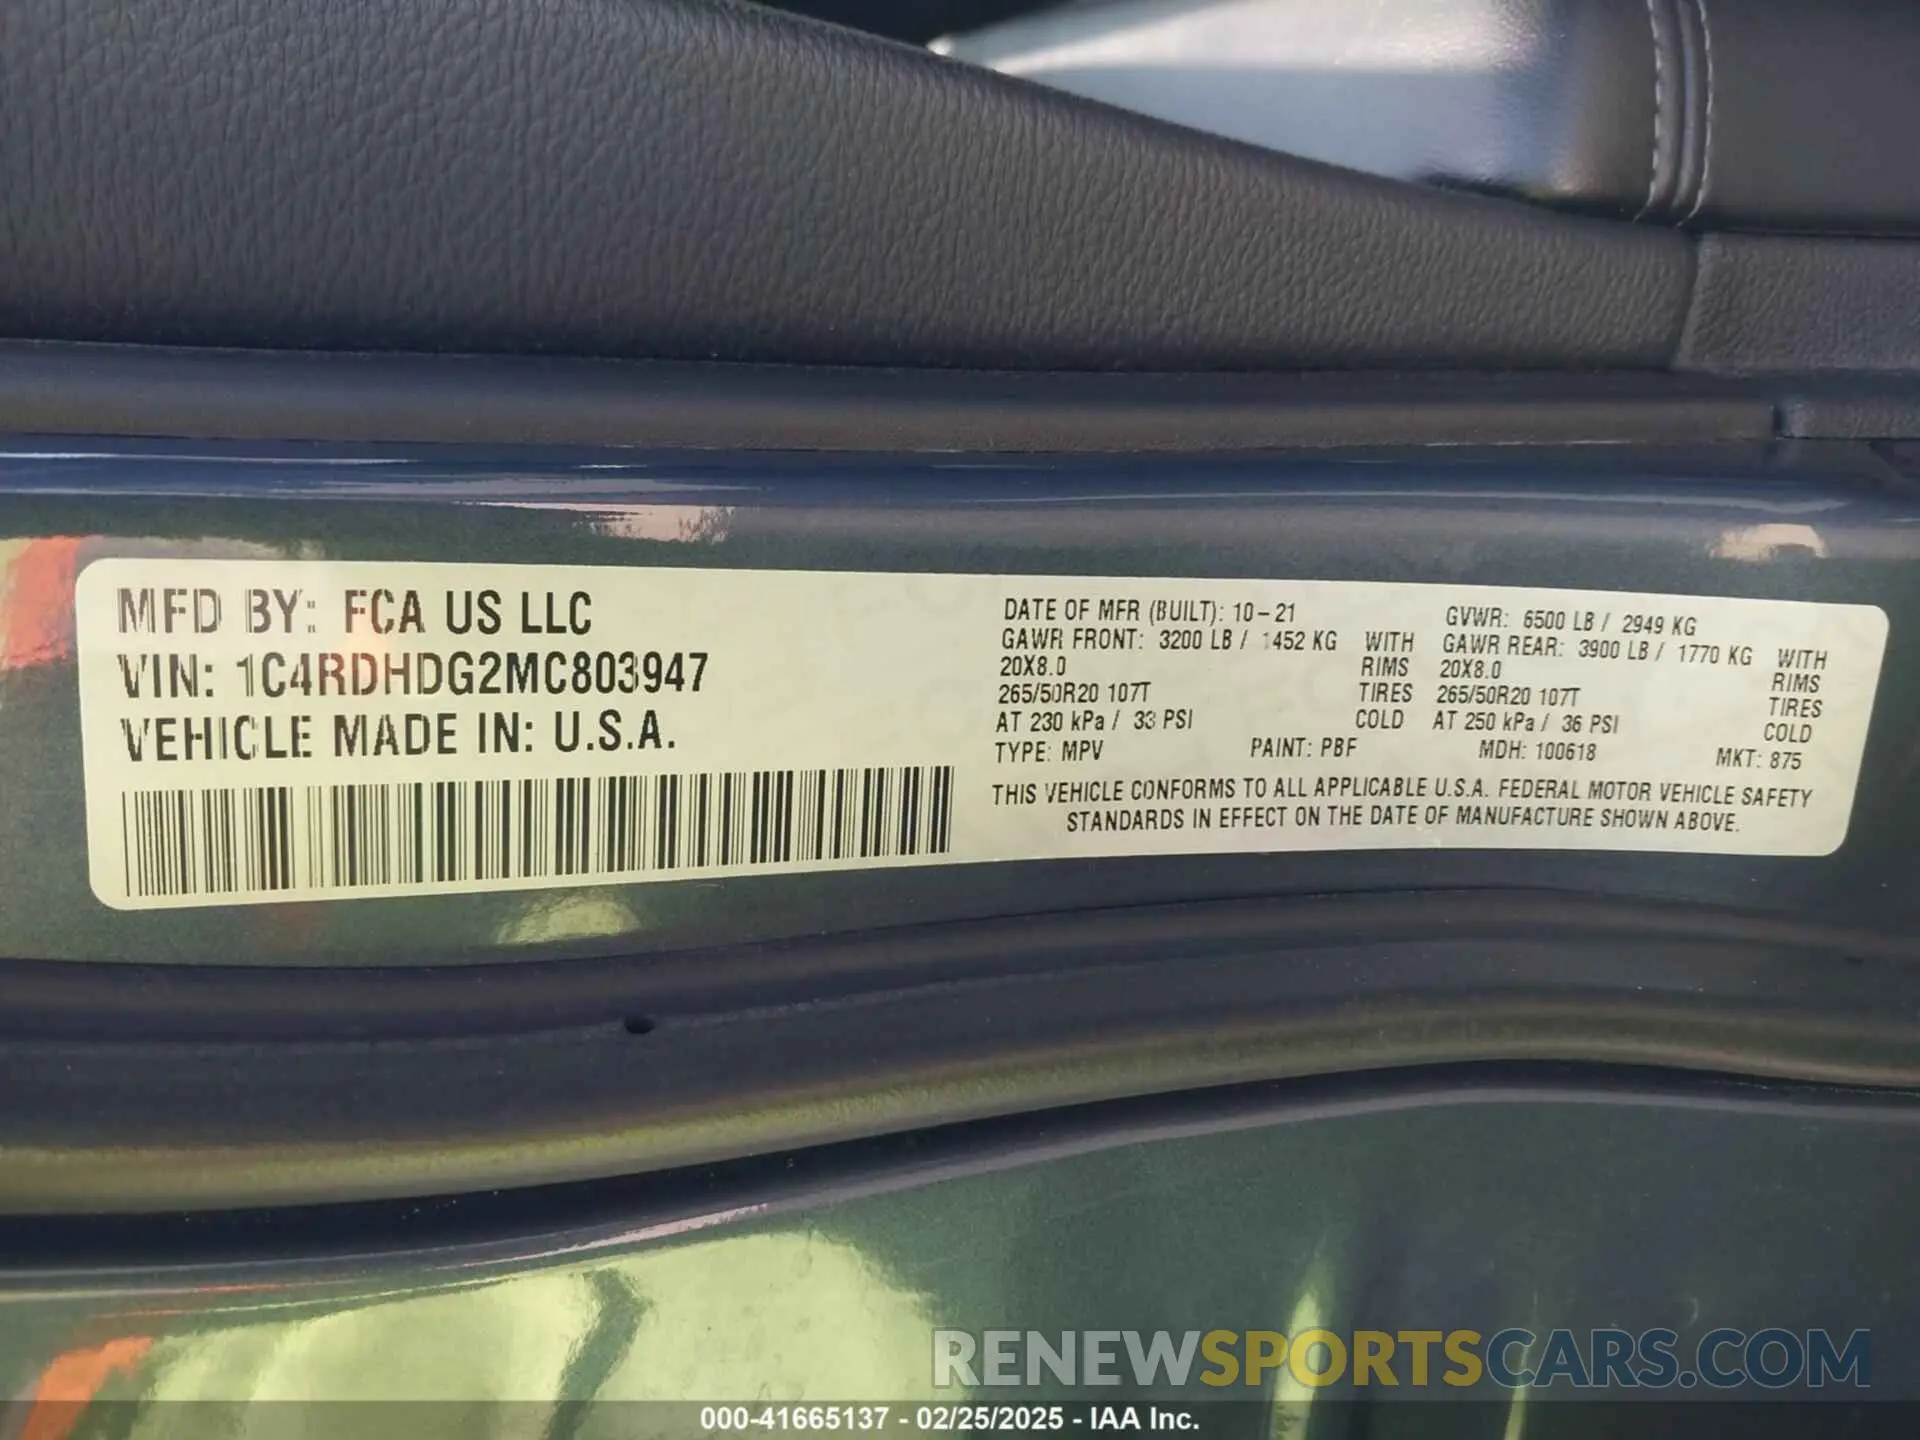 MFD BY: FCA US LLC
VIN: 1C4RDHDG2MC803947
VEHICLE MADE IN: U.S.A.
DATE OF MFR (BUILT): 10-21 GVWR: 6500 LB / 2949 KG
GAWR FRONT: 3200 LB / 1452 KG WITH GAWR REAR: 3900 LB / 1770 KG WITH
20X8.0 RIMS 20X8.0 RIMS
265/50R20 107T TIRES 265/50R20 107T TIRES
AT 230 kPa / 33 PSI COLD AT 250 kPa / 36 PSI COLD
TYPE: MPV PAINT: PBF MDH: 100618 MKT: 875
THIS VEHICLE CONFORMS TO ALL APPLICABLE U.S.A. FEDERAL MOTOR VEHICLE SAFETY
STANDARDS IN EFFECT ON THE DATE OF MANUFACTURE SHOWN ABOVE.
RENEWSPORTSCARS.COM
000-41665137 - 02/25/2025 - IAA Inc.